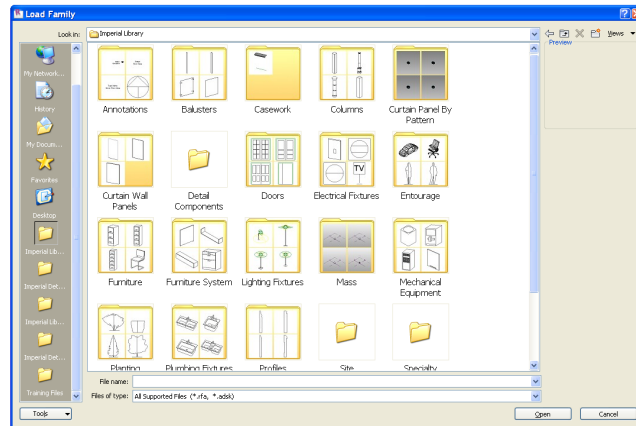 Load Family
Look in:
Imperial Library
Views
Preview
My Network...
History
My Docum...
Favorites
Desktop
Imperial Lib...
Imperial Det...
Imperial Lib...
Imperial Det...
Training Files
Annotations
Balusters
Casework
Columns
Curtain Panel By
Pattern
Curtain Wall
Panels
Detail
Components
Doors
TV
Electrical Fixtures
Entourage
Furniture
Furniture System
Lighting Fixtures
Mass
Mechanical
Equipment
Planting
Plumbing Fixtures
Profiles
Site
Specialty
File name:
Files of type:
All Supported Files (*.rfa, *.adsk)
Tools
Open
Cancel